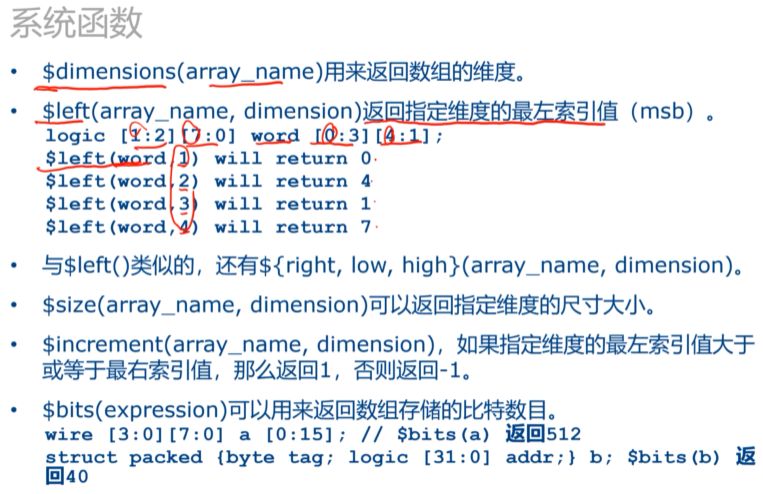 系统函数
• $dimensions(array_name)用来返回数组的维度。
• $left(array_name, dimension)返回指定维度的最左索引值（msb）。
logic [1:2][7:0] word [0:3][4:1];
$left(word,1) will return 0
$left(word,2) will return 4
$left(word,3) will return 1
$left(word,4) will return 7
• 与$left()类似的，还有${right, low, high}(array_name, dimension)。
• $size(array_name, dimension)可以返回指定维度的尺寸大小。
• $increment(array_name, dimension)，如果指定维度的最左索引值大于
或等于最右索引值，那么返回1，否则返回-1。
• $bits(expression)可以用来返回数组存储的比特数目。
wire [3:0][7:0] a [0:15]; // $bits(a) 返回512
struct packed {byte tag; logic [31:0] addr;} b; $bits(b) 返
回40